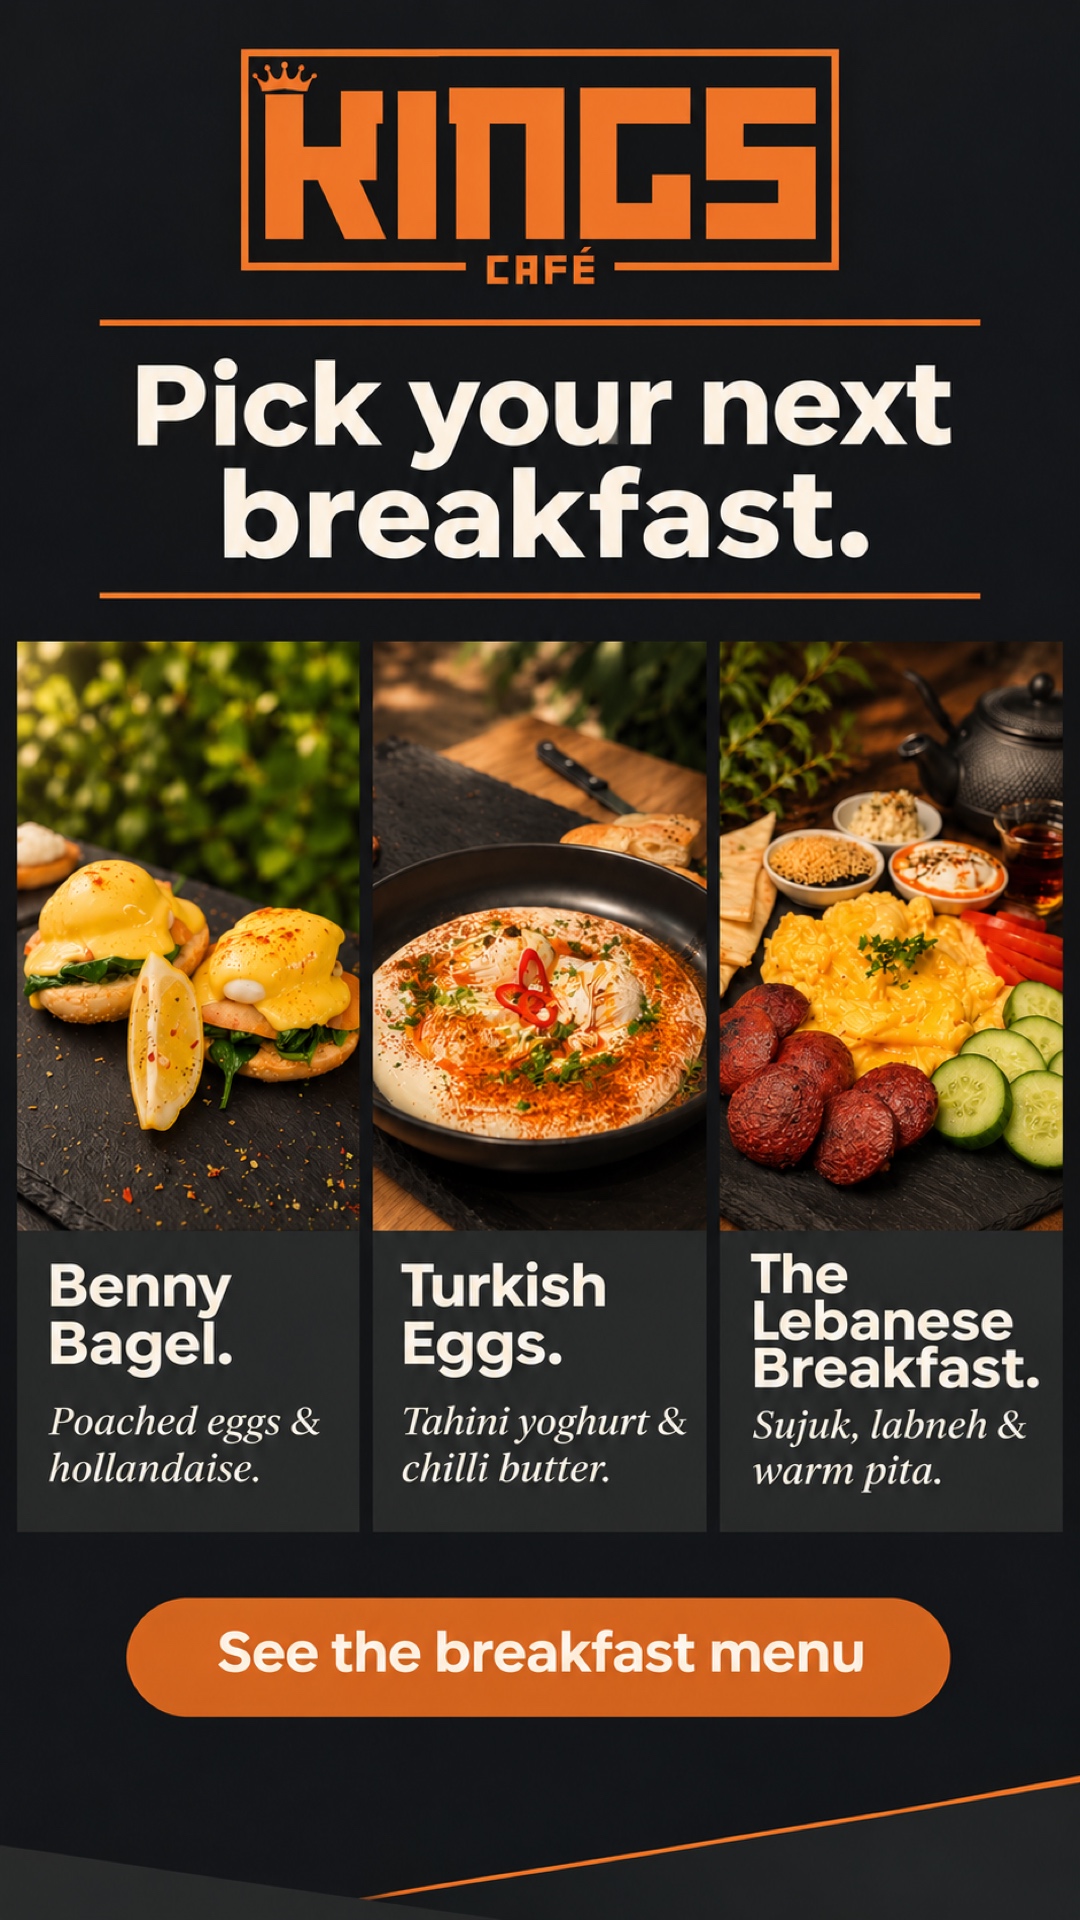 KINGS
CAFÉ
Pick your next
breakfast.
Benny
Bagel.
Poached eggs &
hollandaise.
Turkish
Eggs.
Tahini yoghurt &
chilli butter.
The
Lebanese
Breakfast.
Sujuk, labneh &
warm pita.
See the breakfast menu